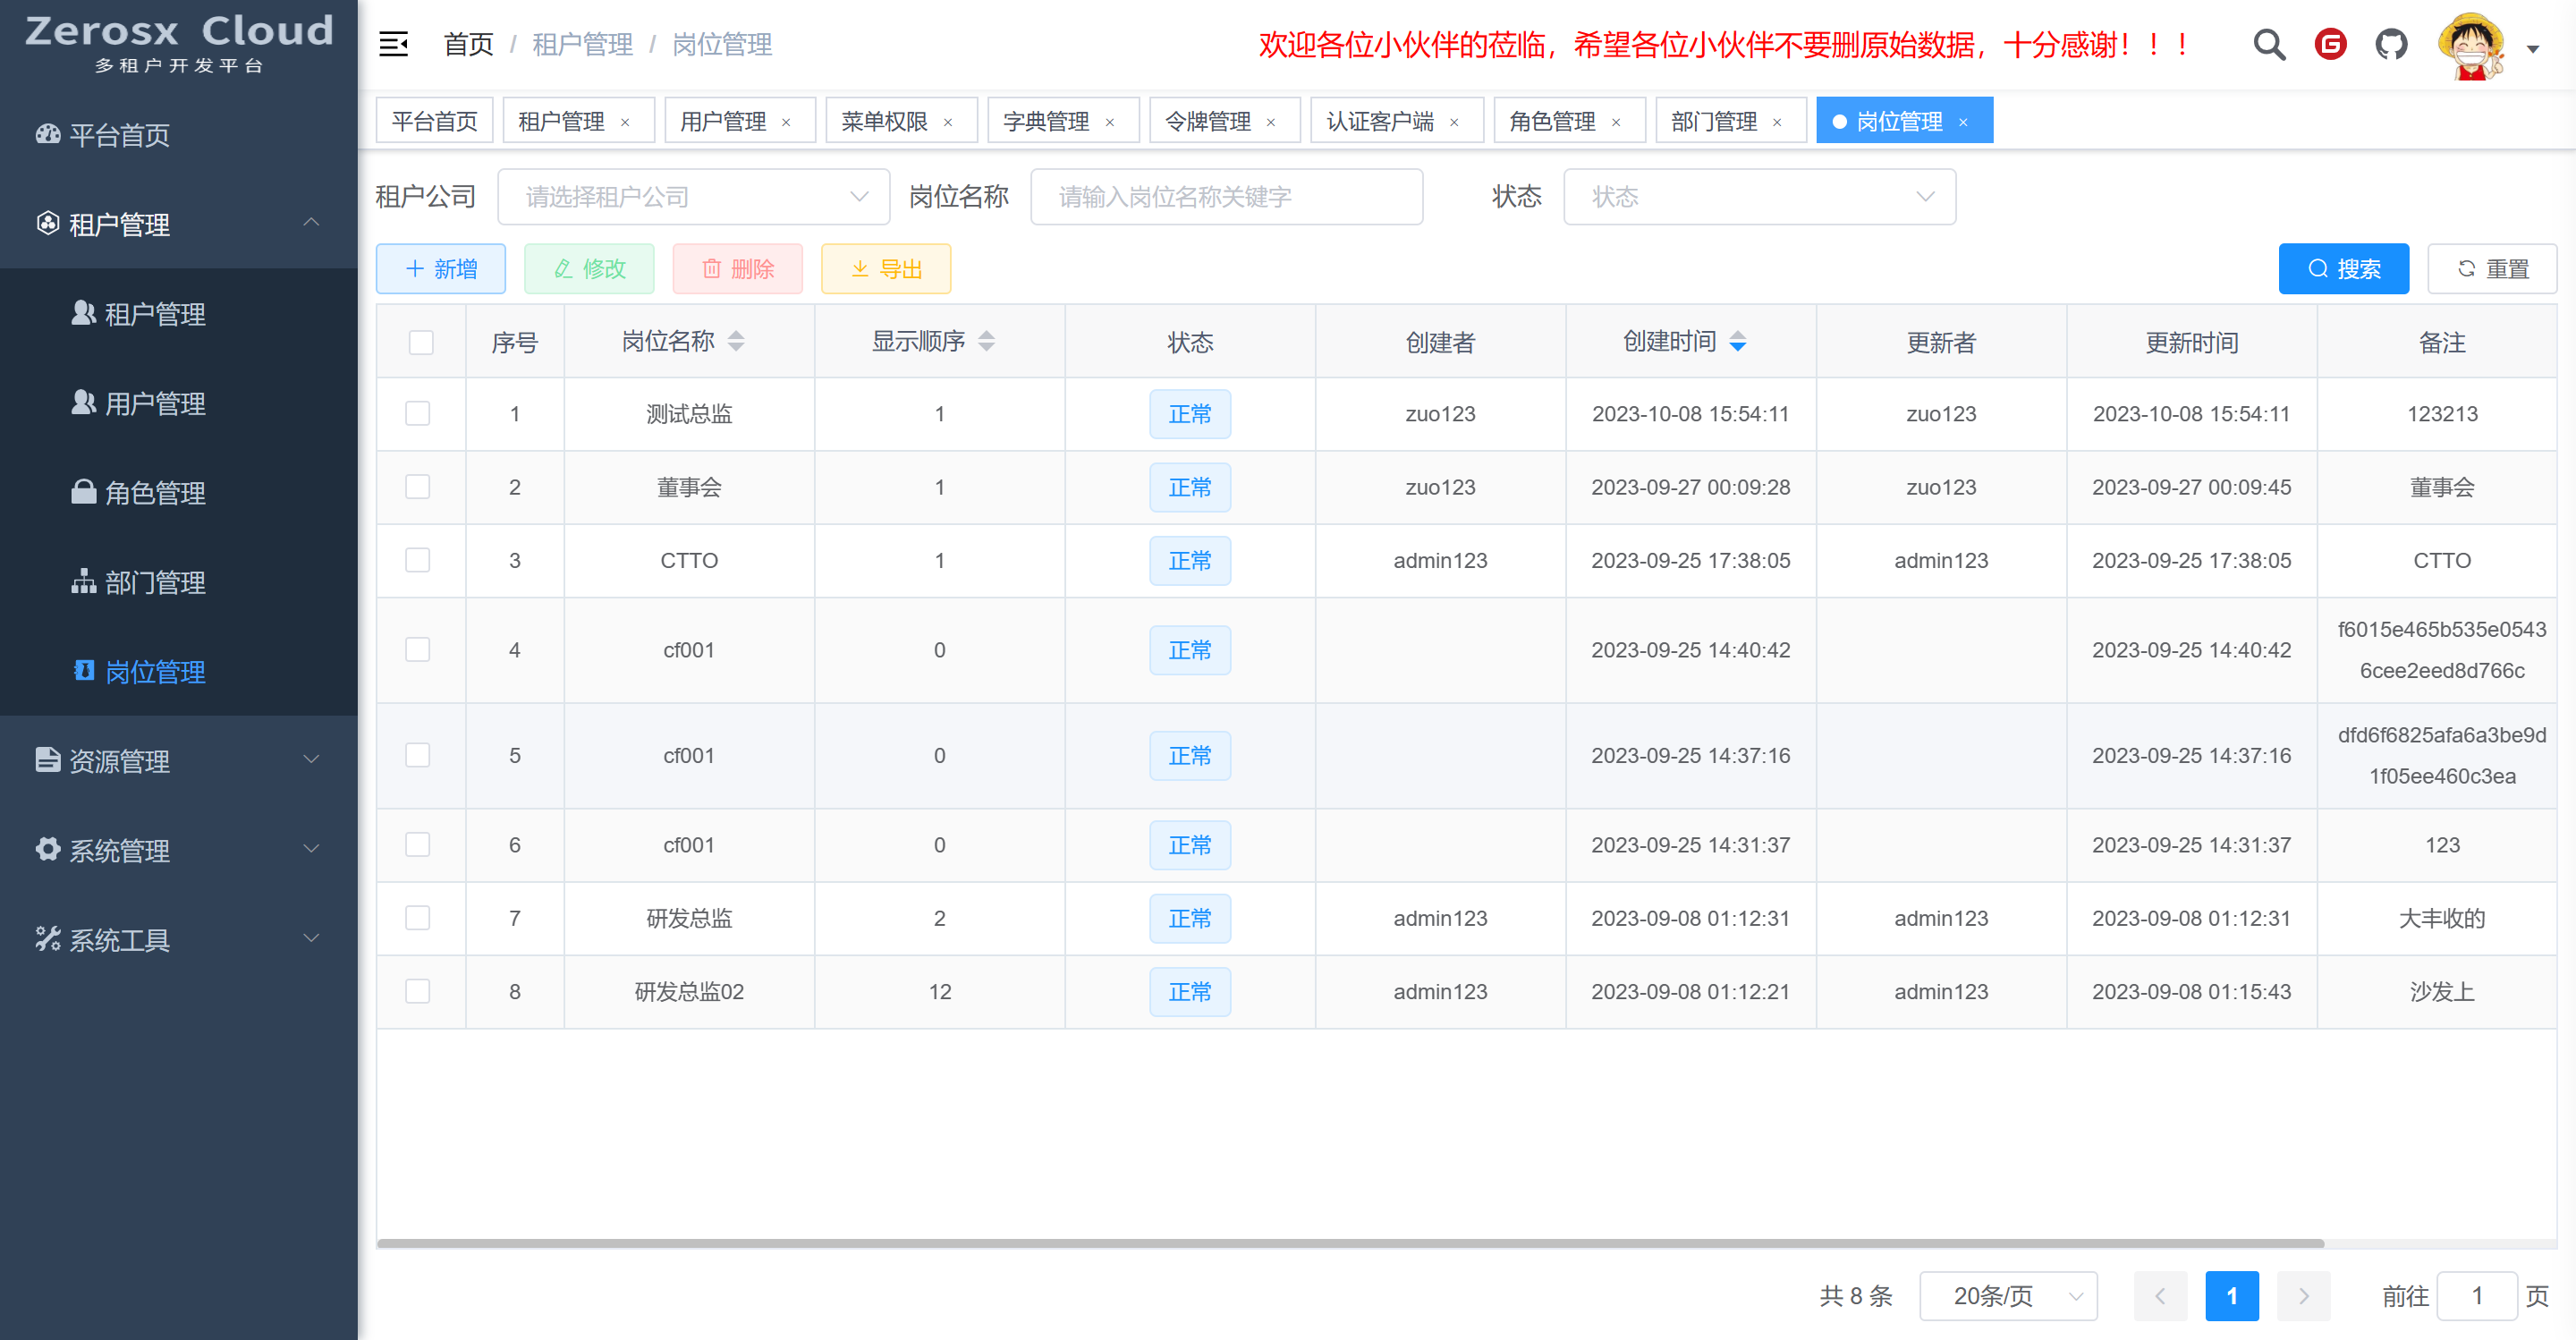 Zerosx Cloud
多租户开发平台
首页 / 租户管理 / 岗位管理
欢迎各位小伙伴的莅临，希望各位小伙伴不要删原始数据，十分感谢！！！
平台首页 租户管理 × 用户管理 × 菜单权限 × 字典管理 × 令牌管理 × 认证客户端 × 角色管理 × 部门管理 × 岗位管理 ×
平台首页
租户管理
租户管理
用户管理
角色管理
部门管理
岗位管理
资源管理
系统管理
系统工具
租户公司 请选择租户公司 岗位名称 请输入岗位名称关键字 状态 状态
新增 修改 删除 导出 搜索 重置
序号 岗位名称 显示顺序 状态 创建者 创建时间 更新者 更新时间 备注
1 测试总监 1 正常 zuo123 2023-10-08 15:54:11 zuo123 2023-10-08 15:54:11 123213
2 董事会 1 正常 zuo123 2023-09-27 00:09:28 zuo123 2023-09-27 00:09:45 董事会
3 CTTO 1 正常 admin123 2023-09-25 17:38:05 admin123 2023-09-25 17:38:05 CTTO
4 cf001 0 正常 2023-09-25 14:40:42 2023-09-25 14:40:42 f6015e465b535e0543
6cee2eed8d766c
5 cf001 0 正常 2023-09-25 14:37:16 2023-09-25 14:37:16 dfd6f6825afa6a3be9d
1f05ee460c3ea
6 cf001 0 正常 2023-09-25 14:31:37 2023-09-25 14:31:37 123
7 研发总监 2 正常 admin123 2023-09-08 01:12:31 admin123 2023-09-08 01:12:31 大丰收的
8 研发总监02 12 正常 admin123 2023-09-08 01:12:21 admin123 2023-09-08 01:15:43 沙发上
共 8 条 20条/页 1 前往 1 页